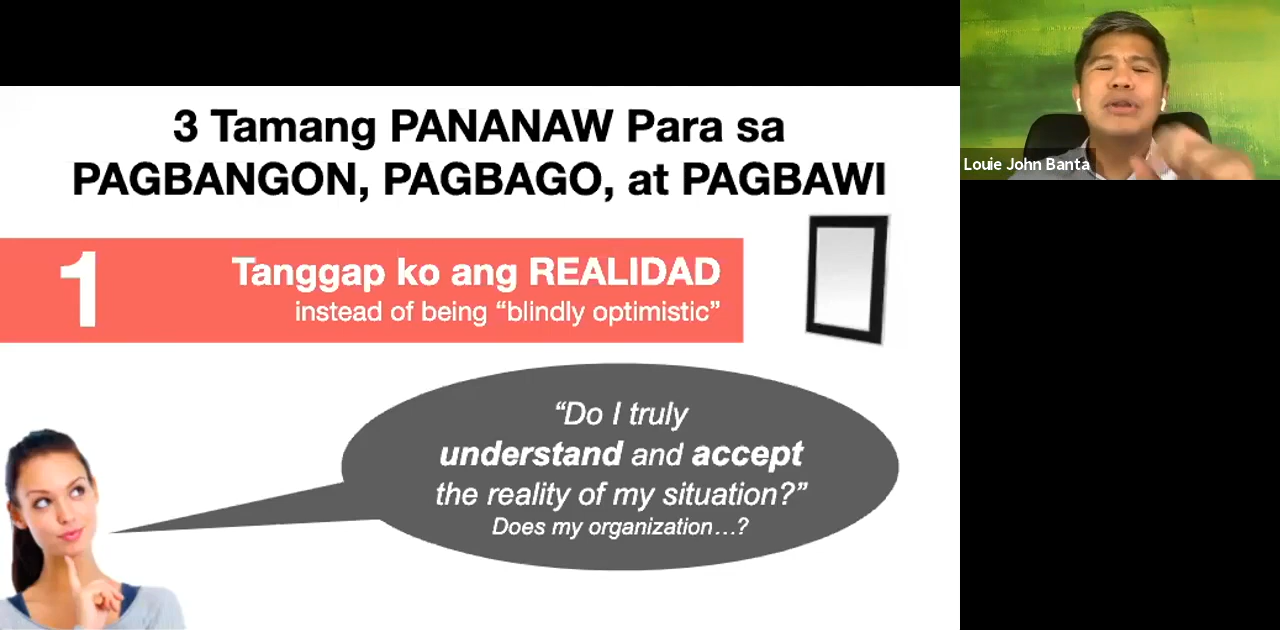 3 Tamang PANANAW Para sa
PAGBANGON, PAGBAGO, at PAGBAWI
1
Tanggap ko ang REALIDAD
instead of being “blindly optimistic”
“Do I truly
understand and accept
the reality of my situation?”
Does my organization...?
Louie John Banta